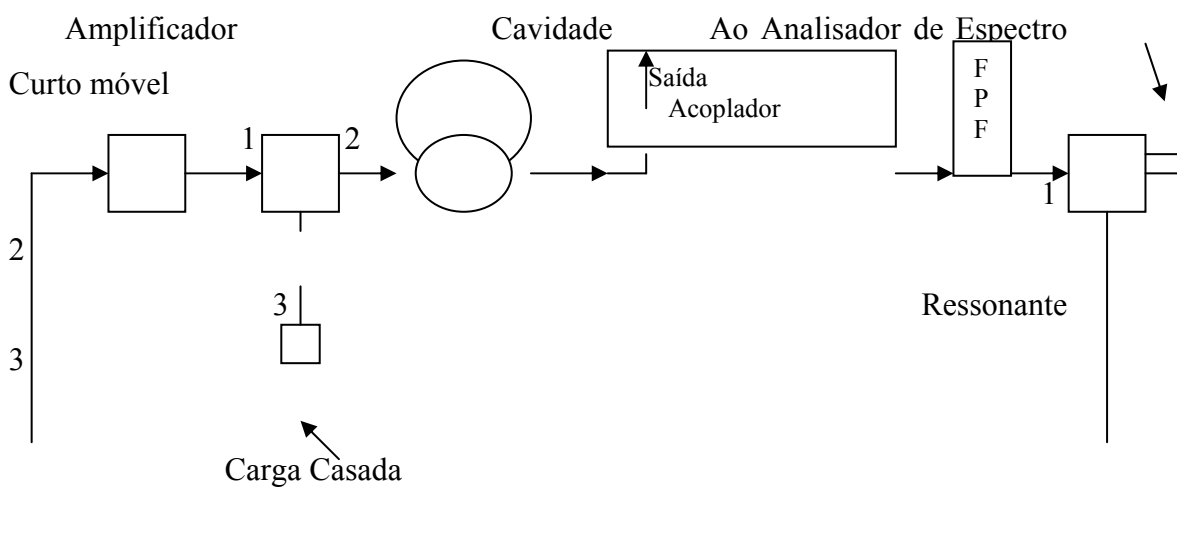 Amplificador Cavidade Ao Analisador de Espectro
Curto móvel
Saída
Acoplador
F
P
F
1
2
1
2
3
Ressonante
3
Carga Casada